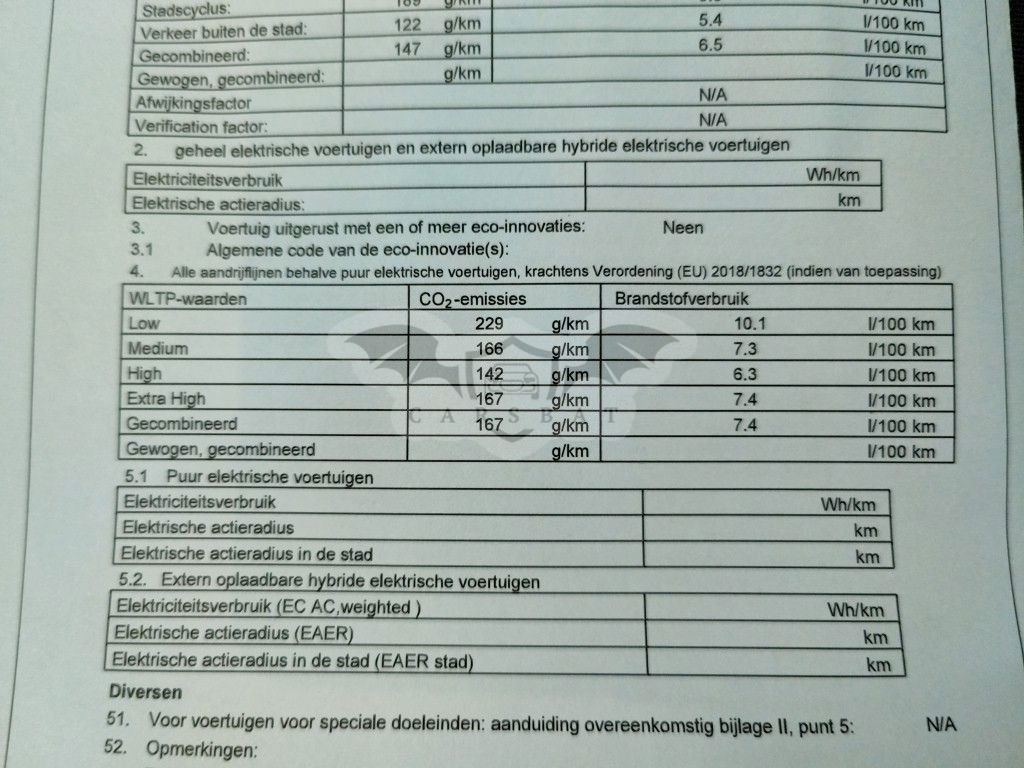 Stadscyclus: 189 g/km l/100 km
Verkeer buiten de stad: 122 g/km 5.4 l/100 km
Gecombineerd: 147 g/km 6.5 l/100 km
Gewogen, gecombineerd: g/km l/100 km
Afwijkingsfactor N/A
Verification factor: N/A
2. geheel elektrische voertuigen en extern oplaadbare hybride elektrische voertuigen
Elektriciteitsverbruik Wh/km
Elektrische actieradius: km
3. Voertuig uitgerust met een of meer eco-innovaties: Neen
3.1 Algemene code van de eco-innovatie(s):
4. Alle aandrijflijnen behalve puur elektrische voertuigen, krachtens Verordening (EU) 2018/1832 (indien van toepassing)
WLTP-waarden CO2-emissies Brandstofverbruik
Low 229 g/km 10.1 l/100 km
Medium 166 g/km 7.3 l/100 km
High 142 g/km 6.3 l/100 km
Extra High 167 g/km 7.4 l/100 km
CARSBAT
Gecombineerd 167 g/km 7.4 l/100 km
Gewogen, gecombineerd g/km l/100 km
5.1 Puur elektrische voertuigen
Elektriciteitsverbruik Wh/km
Elektrische actieradius km
Elektrische actieradius in de stad km
5.2. Extern oplaadbare hybride elektrische voertuigen
Elektriciteitsverbruik (EC AC,weighted ) Wh/km
Elektrische actieradius (EAER) km
Elektrische actieradius in de stad (EAER stad) km
Diversen
51. Voor voertuigen voor speciale doeleinden: aanduiding overeenkomstig bijlage II, punt 5: N/A
52. Opmerkingen: